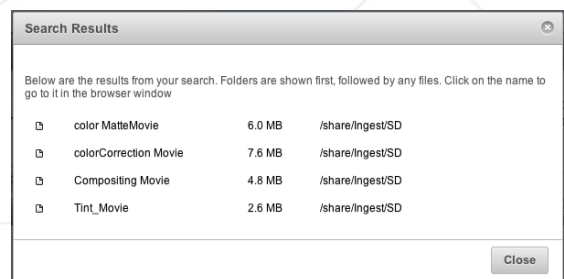 Search Results
Below are the results from your search. Folders are shown first, followed by any files. Click on the name to
go to it in the browser window
color MatteMovie 6.0 MB /share/Ingest/SD
colorCorrection Movie 7.6 MB /share/Ingest/SD
Compositing Movie 4.8 MB /share/Ingest/SD
Tint_Movie 2.6 MB /share/Ingest/SD
Close